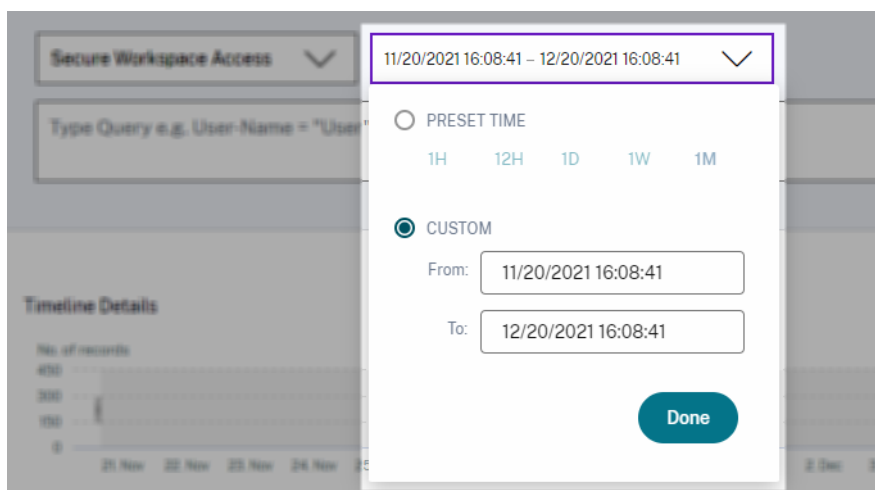 Secure Workspace Access
11/20/2021 16:08:41 – 12/20/2021 16:08:41
Type Query e.g. User-Name = "User"
PRESET TIME
1H 12H 1D 1W 1M
CUSTOM
From: 11/20/2021 16:08:41
To: 12/20/2021 16:08:41
Done
Timeline Details
No. of records
450
300
150
0
21. Nov 22. Nov 23. Nov 24. Nov 25 2. Dec